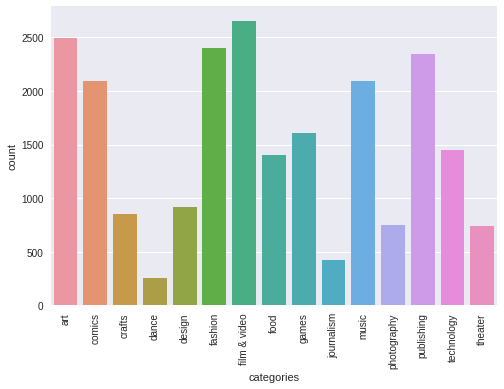 2500
2000
1500
1000
500
0
count
art
comics
crafts
dance
design
fashion
film & video
food
games
journalism
music
photography
publishing
technology
theater
categories